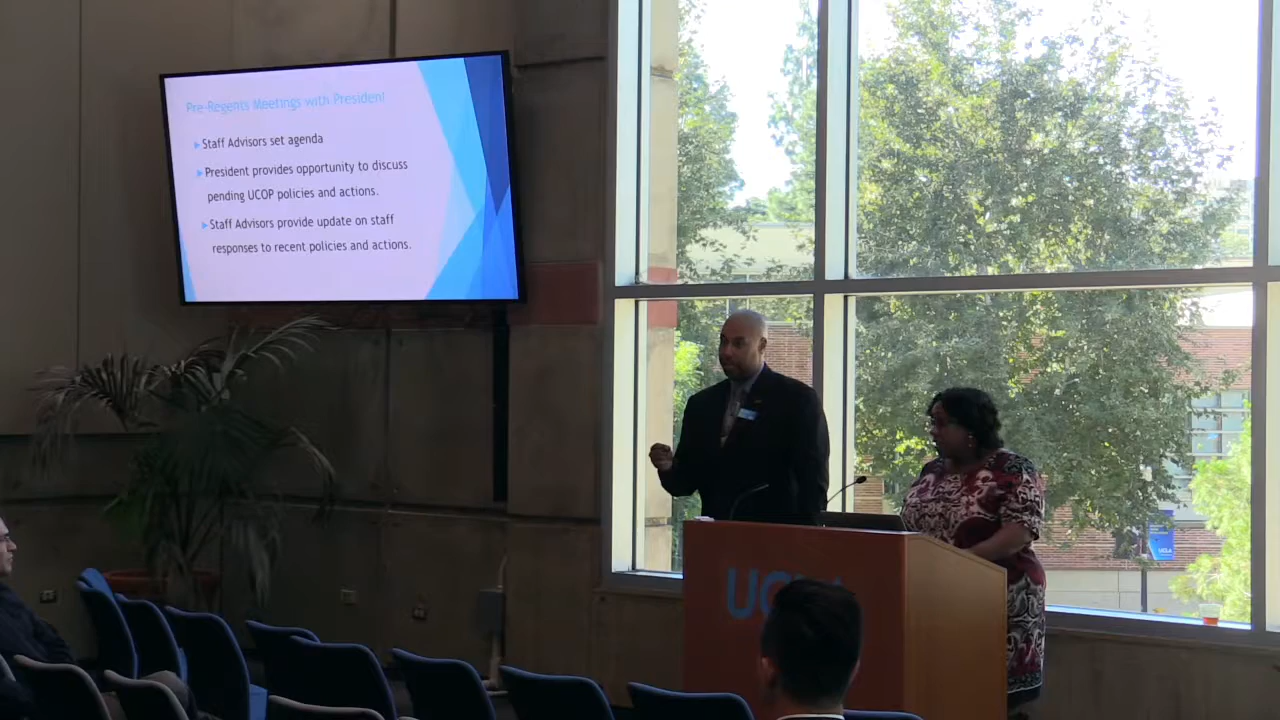 Pre-Regents Meetings with President
Staff Advisors set agenda
President provides opportunity to discuss
pending UCOP policies and actions.
Staff Advisors provide update on staff
responses to recent policies and actions.
UCLA